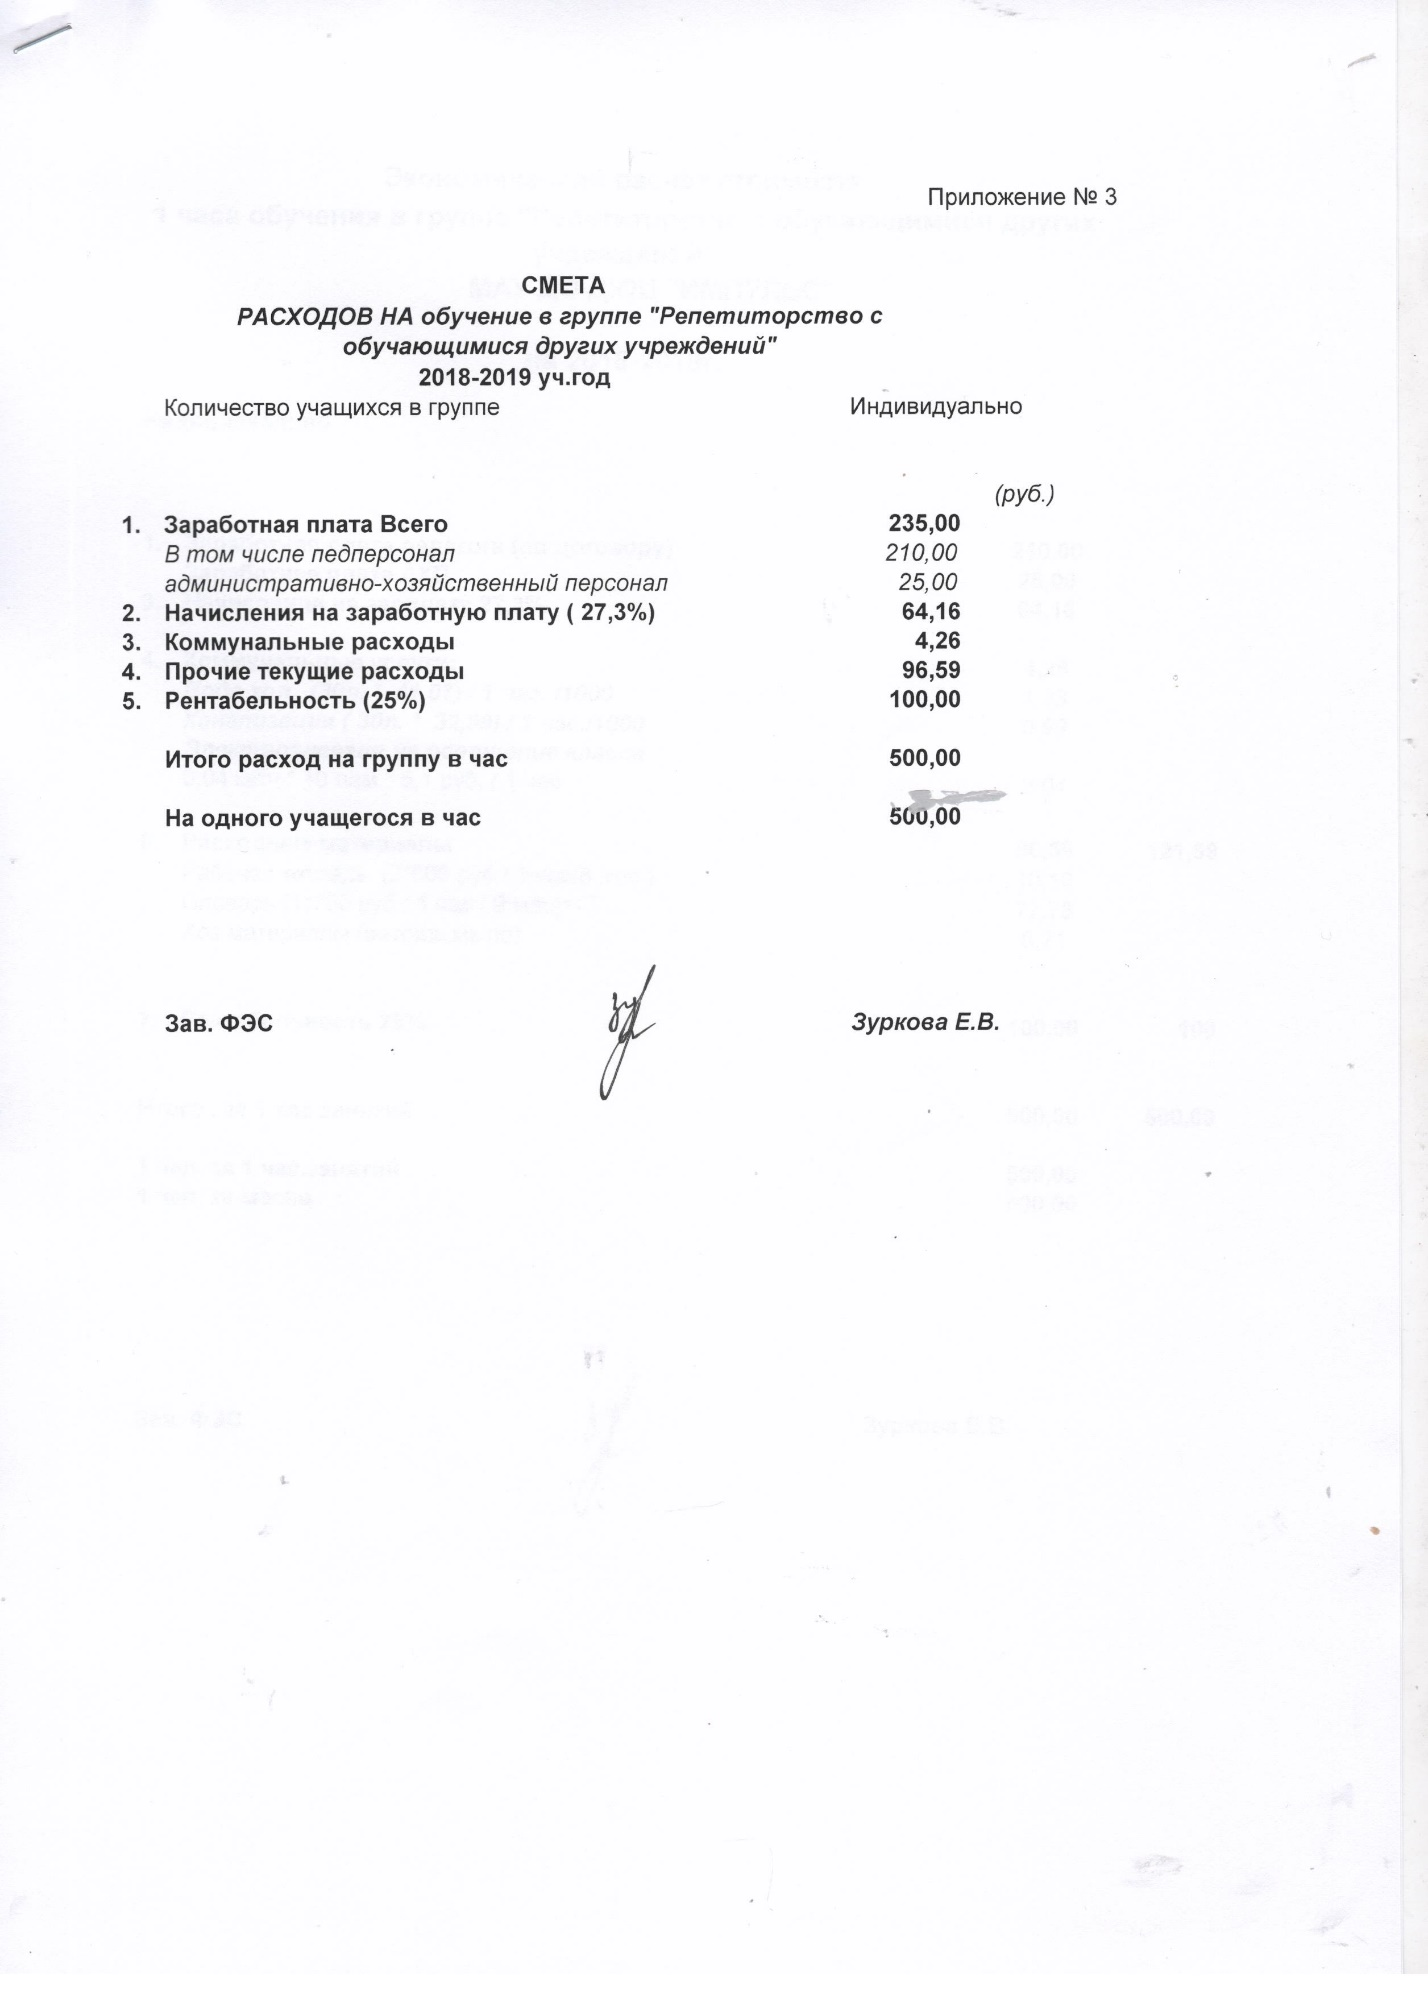 Приложение № 3
СМЕТА
РАСХОДОВ НА обучение в группе "Репетиторство с
обучающимися других учреждений"
2018-2019 уч.год
Количество учащихся в группе Индивидуально
(руб.)
1. Заработная плата Всего 235,00
В том числе педперсонал 210,00
административно-хозяйственный персонал 25,00
2. Начисления на заработную плату ( 27,3%) 64,16
3. Коммунальные расходы 4,26
4. Прочие текущие расходы 96,59
5. Рентабельность (25%) 100,00
Итого расход на группу в час 500,00
На одного учащегося в час 500,00
Зав. ФЭС Зуркова Е.В.